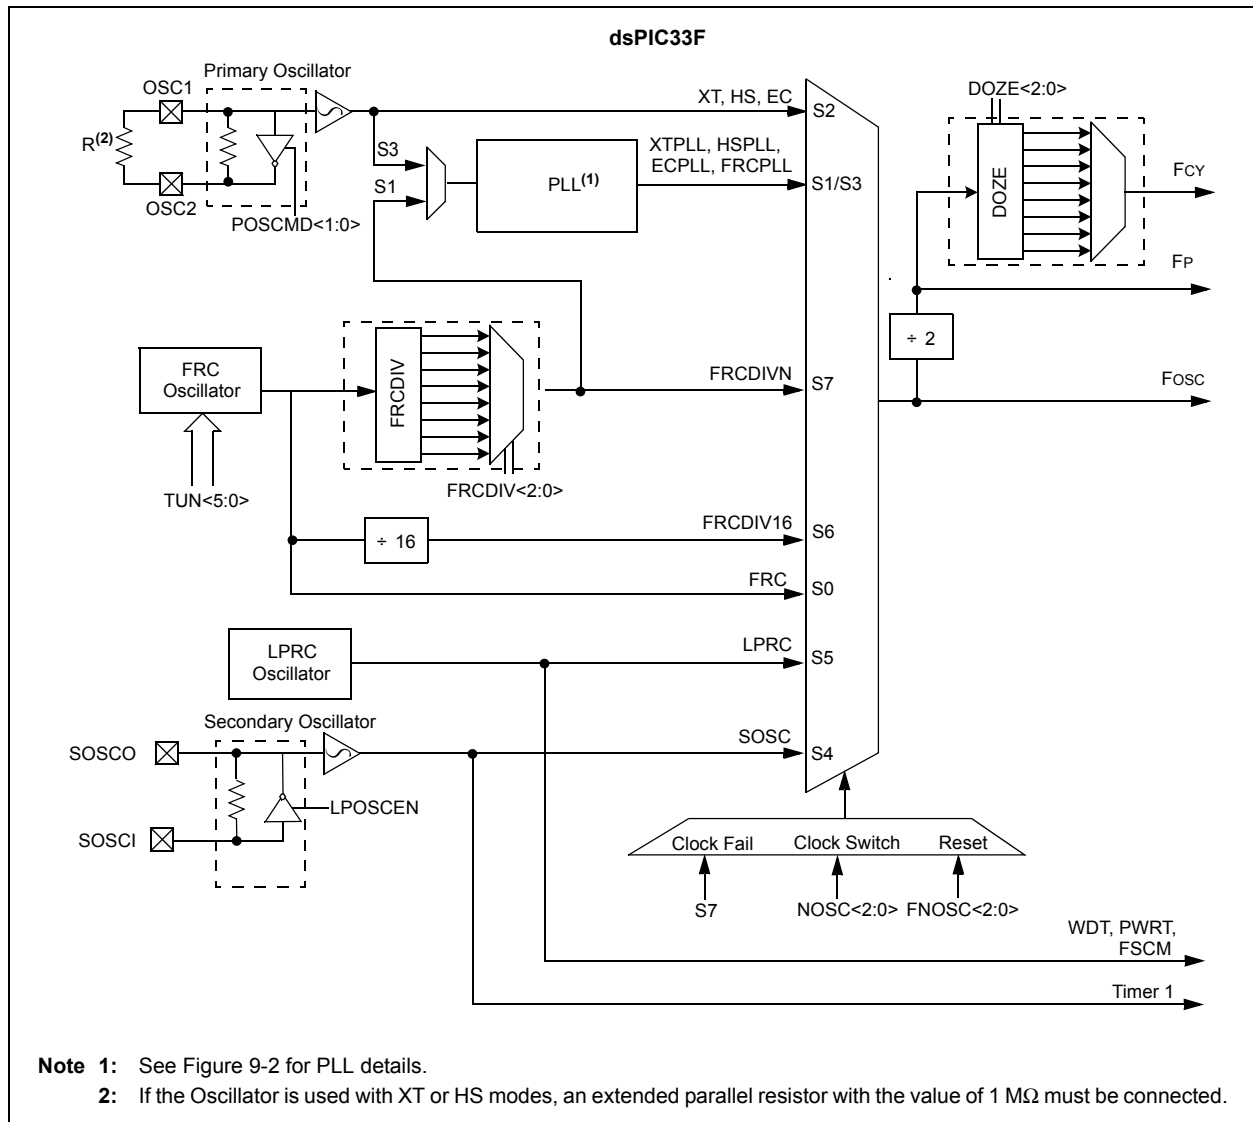 dsPIC33F
Primary Oscillator
OSC1
R(2)
OSC2
POSCMD<1:0>
S3
S1
PLL(1)
XT, HS, EC
S2
XTPLL, HSPLL,
ECPLL, FRCPLL
S1/S3
DOZE<2:0>
DOZE
FCY
FP
÷ 2
FOSC
FRC
Oscillator
TUN<5:0>
FRCDIV
FRCDIV<2:0>
FRCDIVN
S7
÷ 16
FRCDIV16
S6
FRC
S0
LPRC
Oscillator
LPRC
S5
Secondary Oscillator
SOSCO
SOSCI
LPOSCEN
SOSC
S4
Clock Fail
Clock Switch
Reset
S7
NOSC<2:0>
FNOSC<2:0>
WDT, PWRT,
FSCM
Timer 1
Note 1: See Figure 9-2 for PLL details.
2: If the Oscillator is used with XT or HS modes, an extended parallel resistor with the value of 1 MΩ must be connected.